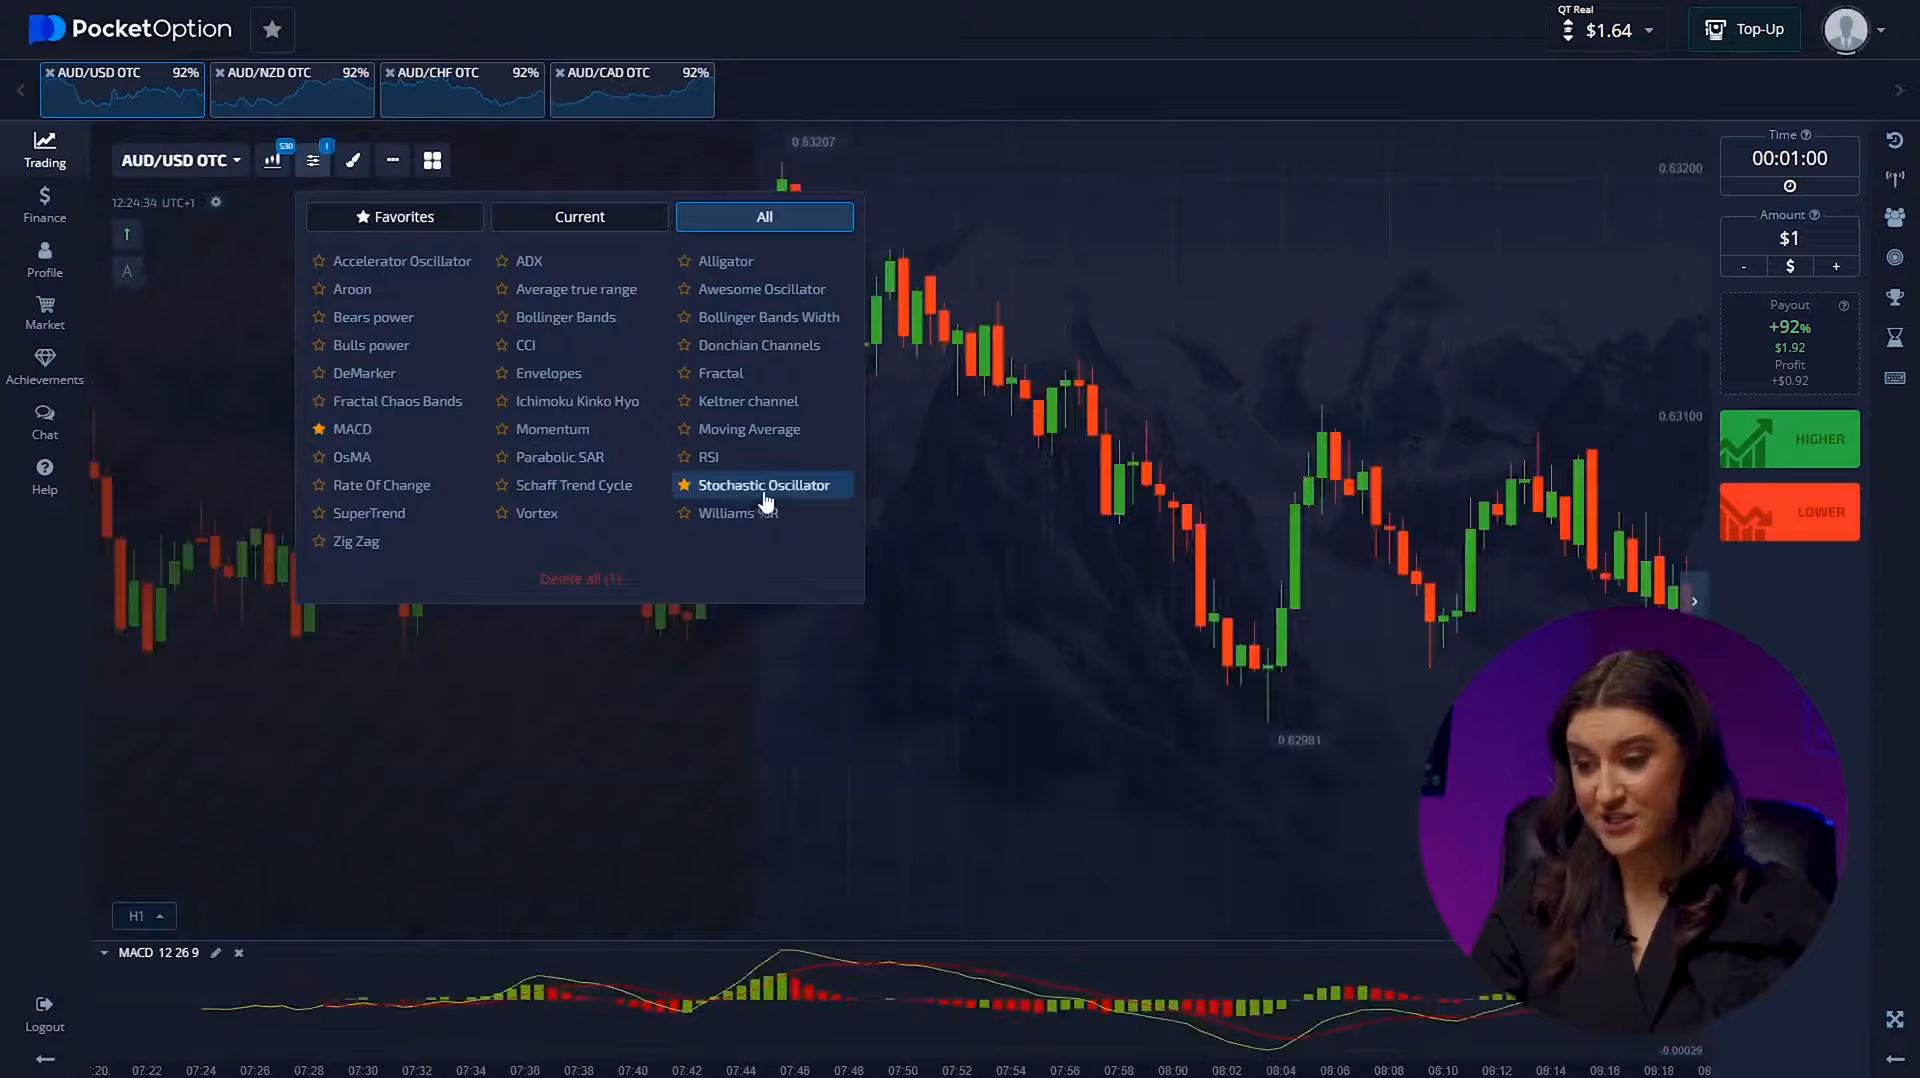 PocketOption
QT Real
$1.64
Top-Up
AUD/USD OTC 92%
AUD/NZD OTC 92%
AUD/CHF OTC 92%
AUD/CAD OTC 92%
Trading
Finance
Profile
Market
Achievements
Chat
Help
Logout
AUD/USD OTC
S30
1
12:24:34 UTC+1
A
Favorites
Current
All
Accelerator Oscillator
ADX
Alligator
Aroon
Average true range
Awesome Oscillator
Bears power
Bollinger Bands
Bollinger Bands Width
Bulls power
CCI
Donchian Channels
DeMarker
Envelopes
Fractal
Fractal Chaos Bands
Ichimoku Kinko Hyo
Keltner channel
MACD
Momentum
Moving Average
OsMA
Parabolic SAR
RSI
Rate Of Change
Schaff Trend Cycle
Stochastic Oscillator
SuperTrend
Vortex
Williams %R
Zig Zag
Delete all (1)
0.63207
0.63200
0.63100
0.62981
Time
00:01:00
Amount
$1
- $ +
Payout
+92%
$1.92
Profit
+$0.92
HIGHER
LOWER
H1
MACD 12 26 9
-0.00029
:20. 07:22 07:24 07:26 07:28 07:30 07:32 07:34 07:36 07:38 07:40 07:42 07:44 07:46 07:48 07:50 07:52 07:54 07:56 07:58 08:00 08:02 08:04 08:06 08:08 08:10 08:12 08:14 08:16 08:18 08